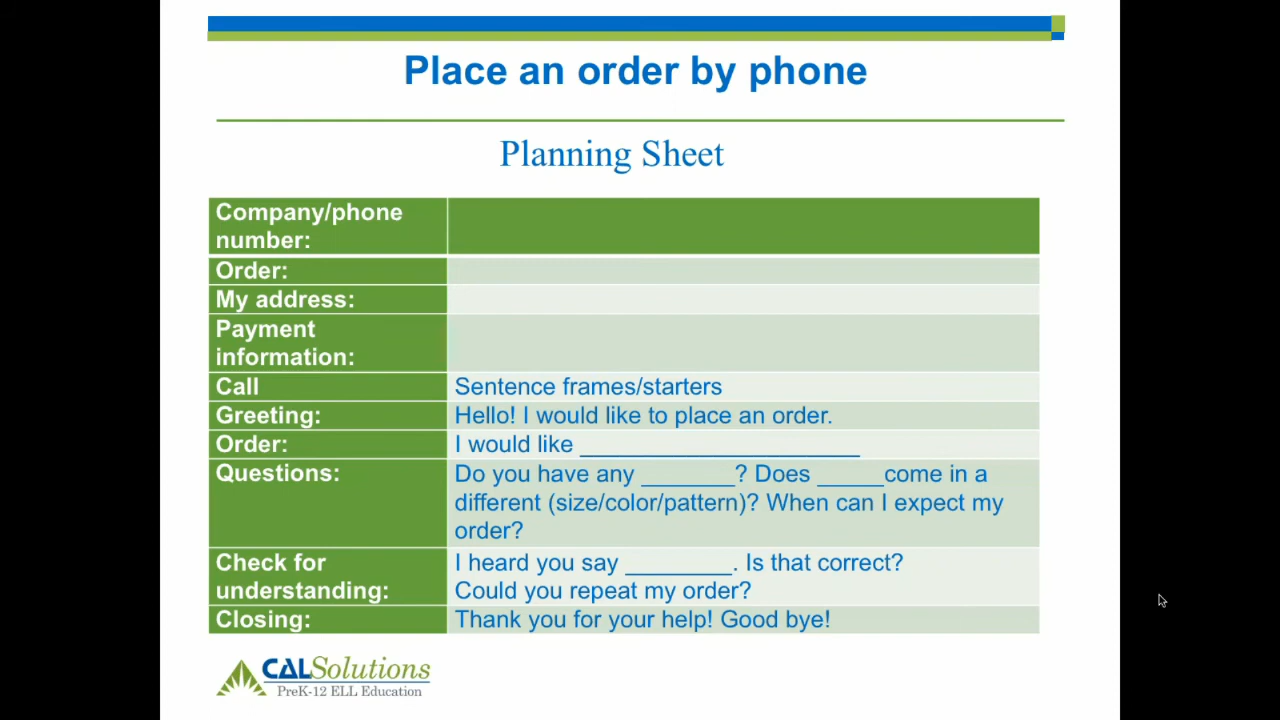 Place an order by phone
Planning Sheet
Company/phone
number:
Order:
My address:
Payment
information:
Call
Sentence frames/starters
Greeting:
Hello! I would like to place an order.
Order:
I would like ______________________
Questions:
Do you have any _______? Does _____come in a
different (size/color/pattern)? When can I expect my
order?
Check for
understanding:
I heard you say ________. Is that correct?
Could you repeat my order?
Closing:
Thank you for your help! Good bye!
CALSolutions
PreK-12 ELL Education